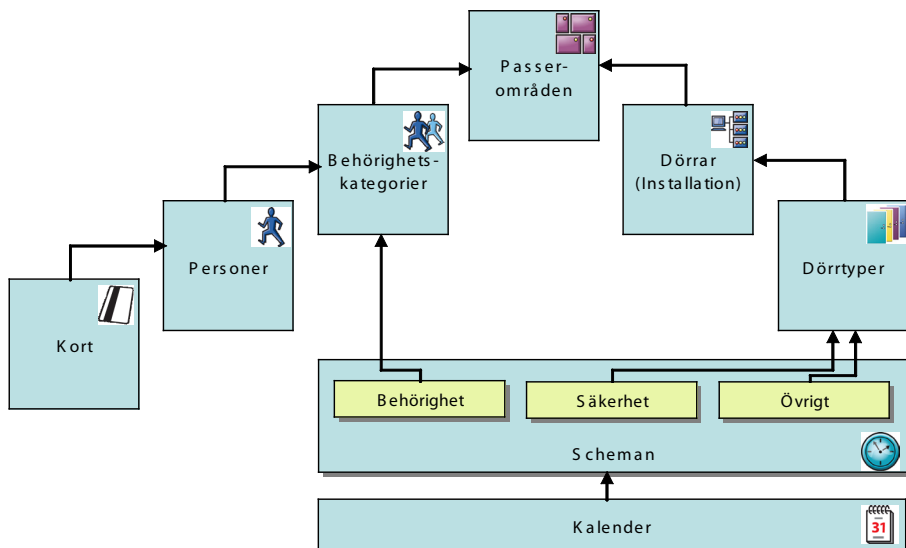 Passer-
områden
Behörighets-
kategorier
Dörrar
(Installation)
Personer
Dörrtyper
Kort
Behörighet
Säkerhet
Övrigt
Scheman
Kalender
31